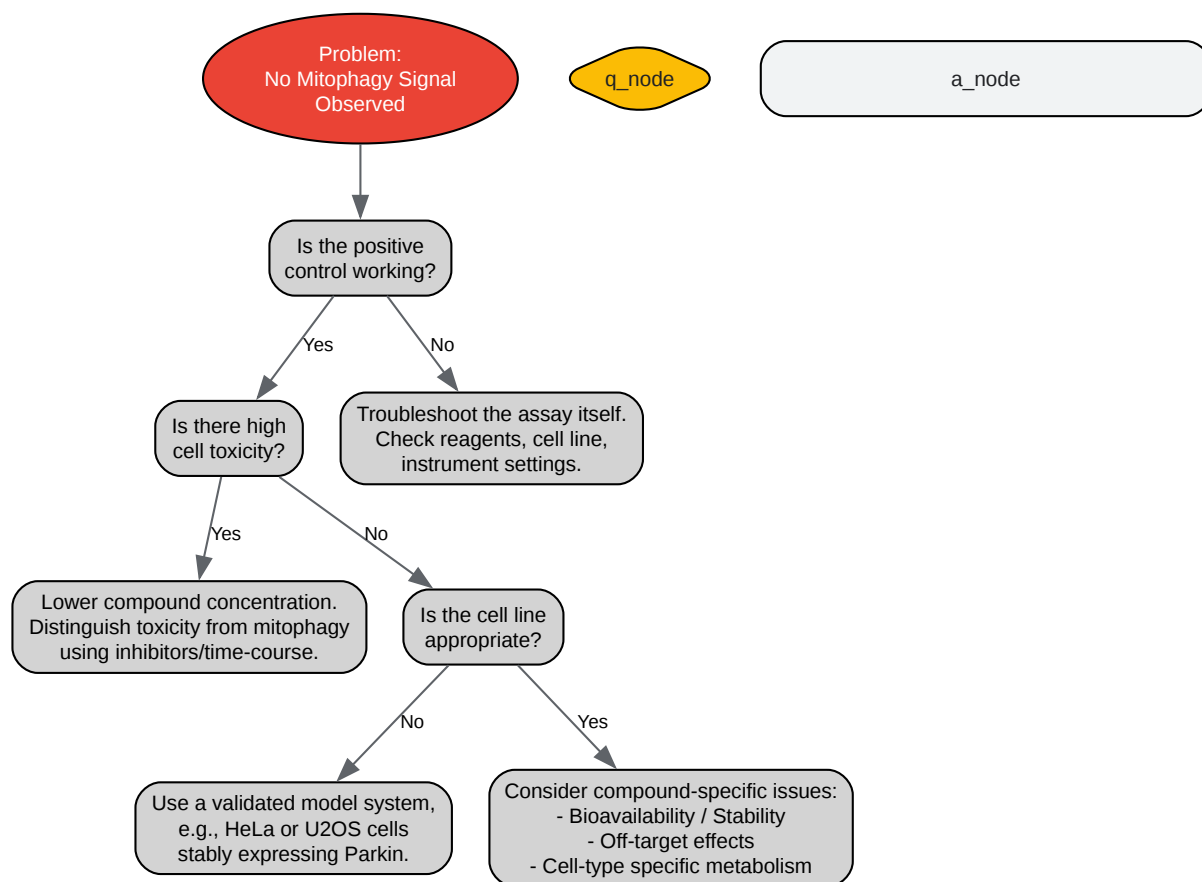 Problem:
No Mitophagy Signal
Observed
q_node
a_node
Is the positive
control working?
Yes
No
Is there high
cell toxicity?
Troubleshoot the assay itself.
Check reagents, cell line,
instrument settings.
Yes
No
Lower compound concentration.
Distinguish toxicity from mitophagy
using inhibitors/time-course.
Is the cell line
appropriate?
No
Yes
Use a validated model system,
e.g., HeLa or U2OS cells
stably expressing Parkin.
Consider compound-specific issues:
- Bioavailability / Stability
- Off-target effects
- Cell-type specific metabolism